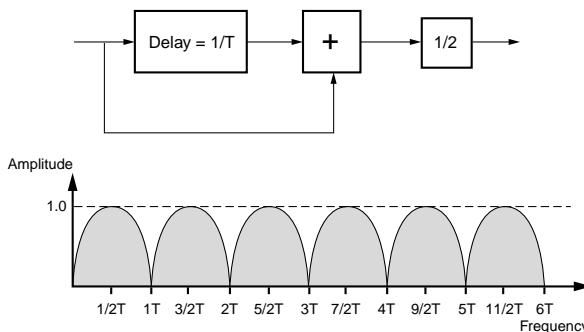 Delay = 1/T
+
1/2
Amplitude
1.0
1/2T 1T 3/2T 2T 5/2T 3T 7/2T 4T 9/2T 5T 11/2T 6T
Frequency